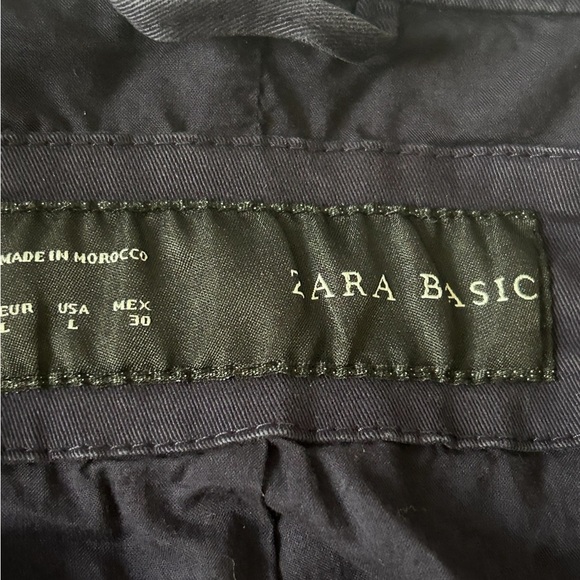 MADE IN MOROCCO
ZARA BASIC
EUR USA MEX
L L 30